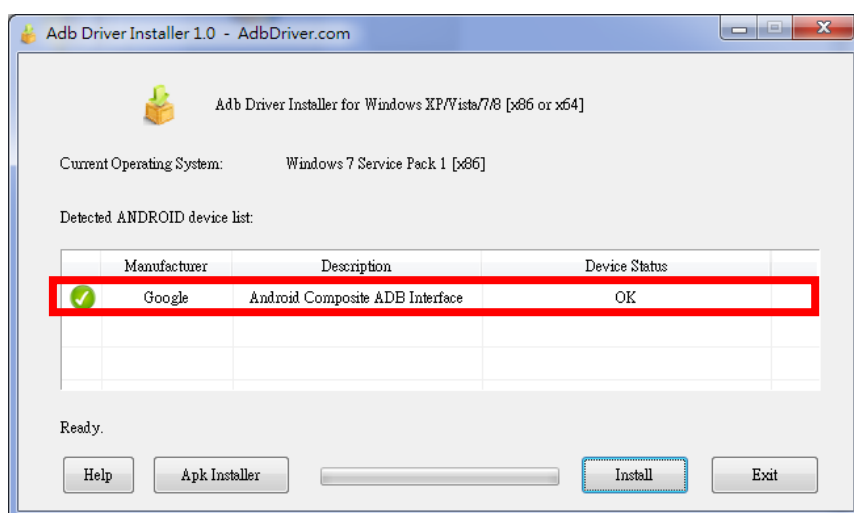 Adb Driver Installer 1.0 - AdbDriver.com
Adb Driver Installer for Windows XP/Vista/7/8 [x86 or x64]
Current Operating System: Windows 7 Service Pack 1 [x86]
Detected ANDROID device list:
Manufacturer Description Device Status
Google Android Composite ADB Interface OK
Ready.
Help Apk Installer Install Exit